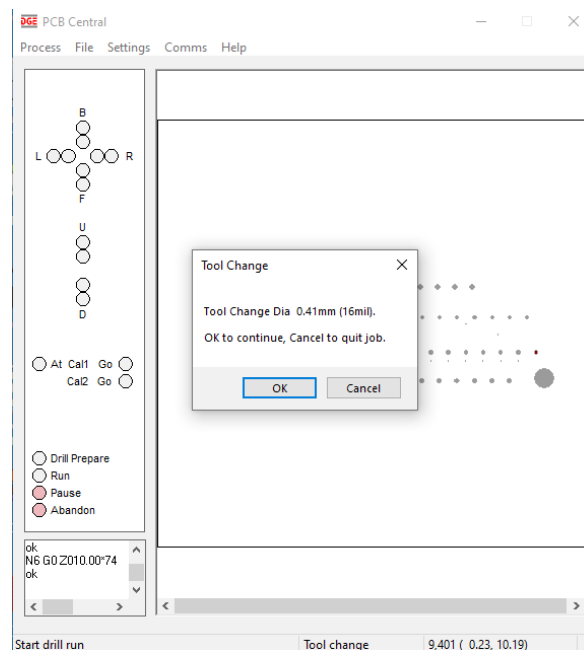 DGE PCB Central
Process File Settings Comms Help
B
L R
F
U
D
At Cal1 Go
Cal2 Go
Drill Prepare
Run
Pause
Abandon
ok
N6 G0 Z010.00*74
ok
Tool Change
Tool Change Dia 0.41mm (16mil).
OK to continue, Cancel to quit job.
OK Cancel
Start drill run Tool change 9,401 ( 0.23, 10.19)